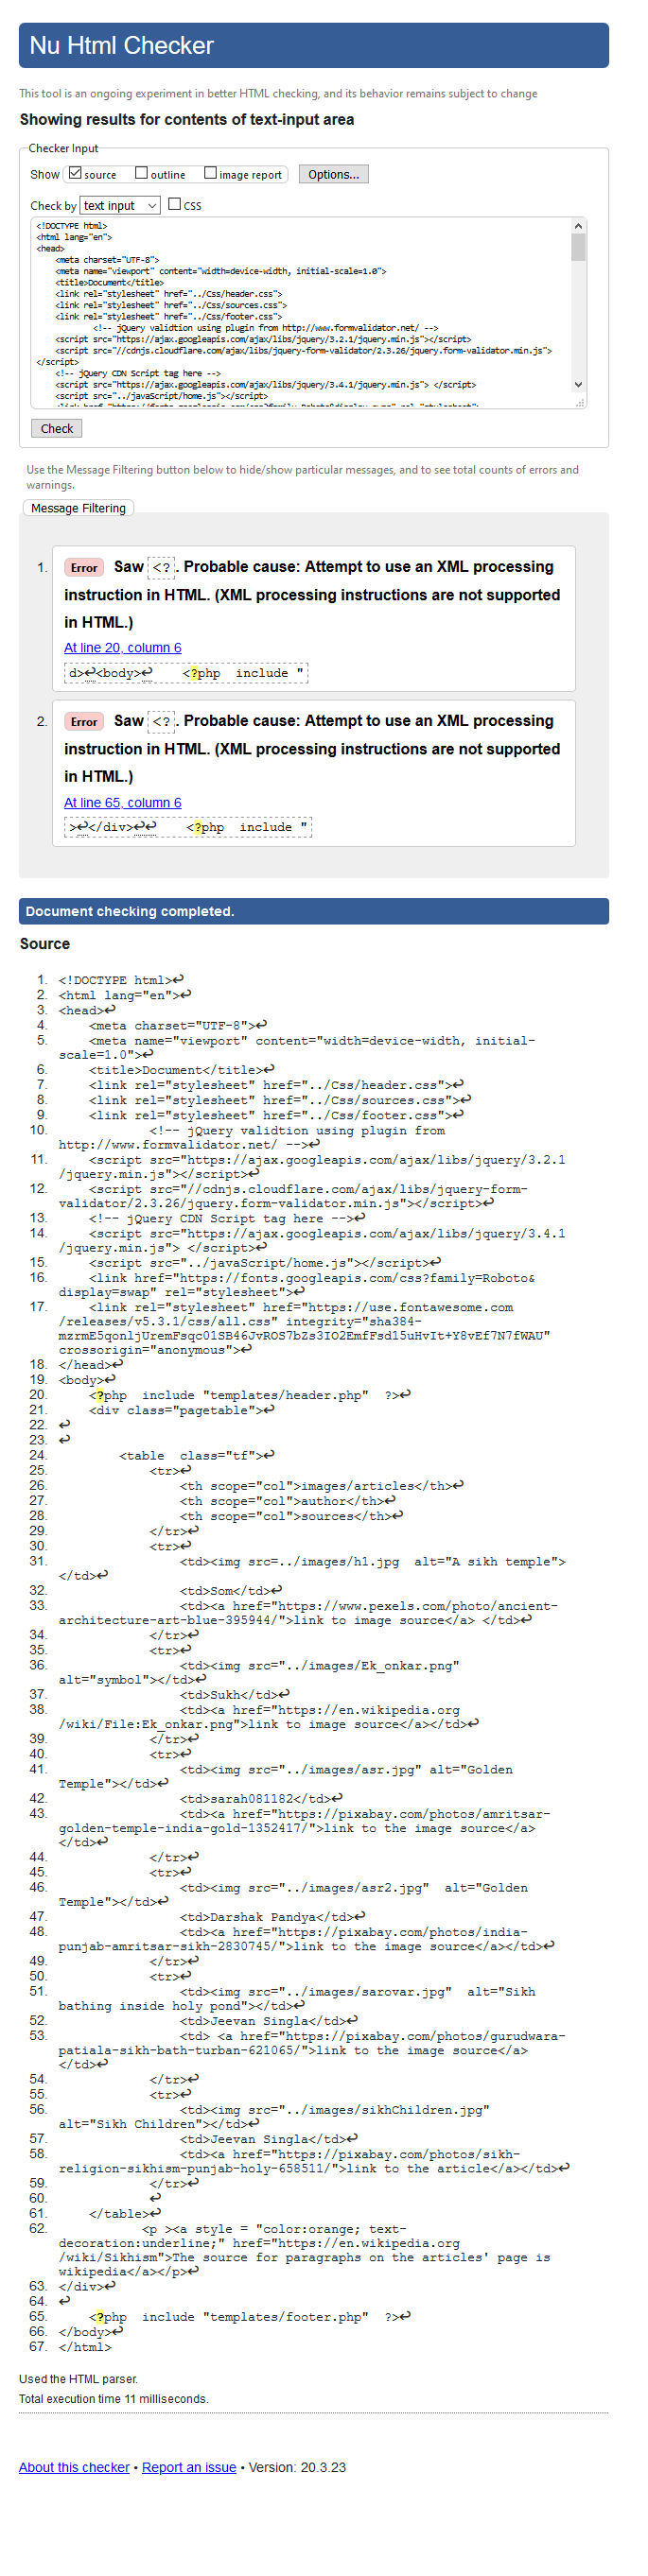 Nu Html Checker
This tool is an ongoing experiment in better HTML checking, and its behavior remains subject to change
Showing results for contents of text-input area
Checker Input
Show source outline image report Options...
Check by text input CSS
<!DOCTYPE html>
<html lang="en">
<head>
    <meta charset="UTF-8">
    <meta name="viewport" content="width=device-width, initial-scale=1.0">
    <title>Document</title>
    <link rel="stylesheet" href="../Css/header.css">
    <link rel="stylesheet" href="../Css/sources.css">
    <link rel="stylesheet" href="../Css/footer.css">
            <!-- jQuery validtion using plugin from http://www.formvalidator.net/ -->
    <script src="https://ajax.googleapis.com/ajax/libs/jquery/3.2.1/jquery.min.js"></script>
    <script src="//cdnjs.cloudflare.com/ajax/libs/jquery-form-validator/2.3.26/jquery.form-validator.min.js">
</script>
    <!-- jQuery CDN Script tag here -->
    <script src="https://ajax.googleapis.com/ajax/libs/jquery/3.4.1/jquery.min.js"> </script>
    <script src="../javaScript/home.js"></script>
    <link href="https://fonts.googleapis.com/css?family=Roboto&display=swap" rel="stylesheet">
Check
Use the Message Filtering button below to hide/show particular messages, and to see total counts of errors and
warnings.
Message Filtering
1. Error Saw <?. Probable cause: Attempt to use an XML processing
instruction in HTML. (XML processing instructions are not supported
in HTML.)
At line 20, column 6
d>↩<body>↩    <?php  include "
2. Error Saw <?. Probable cause: Attempt to use an XML processing
instruction in HTML. (XML processing instructions are not supported
in HTML.)
At line 65, column 6
>↩</div>↩↩    <?php  include "
Document checking completed.
Source
1. <!DOCTYPE html>↩
2. <html lang="en">↩
3. <head>↩
4.     <meta charset="UTF-8">↩
5.     <meta name="viewport" content="width=device-width, initial-
scale=1.0">↩
6.     <title>Document</title>↩
7.     <link rel="stylesheet" href="../Css/header.css">↩
8.     <link rel="stylesheet" href="../Css/sources.css">↩
9.     <link rel="stylesheet" href="../Css/footer.css">↩
10.             <!-- jQuery validtion using plugin from
http://www.formvalidator.net/ -->↩
11.     <script src="https://ajax.googleapis.com/ajax/libs/jquery/3.2.1
/jquery.min.js"></script>↩
12.     <script src="//cdnjs.cloudflare.com/ajax/libs/jquery-form-
validator/2.3.26/jquery.form-validator.min.js"></script>↩
13.     <!-- jQuery CDN Script tag here -->↩
14.     <script src="https://ajax.googleapis.com/ajax/libs/jquery/3.4.1
/jquery.min.js"> </script>↩
15.     <script src="../javaScript/home.js"></script>↩
16.     <link href="https://fonts.googleapis.com/css?family=Roboto&
display=swap" rel="stylesheet">↩
17.     <link rel="stylesheet" href="https://use.fontawesome.com
/releases/v5.3.1/css/all.css" integrity="sha384-
mzrmE5qonljUremFsqc01SB46JvROS7bZs3IO2EmfFsd15uHvIt+Y8vEf7N7fWAU"
crossorigin="anonymous">↩
18. </head>↩
19. <body>↩
20.     <?php  include "templates/header.php"  ?>↩
21.     <div class="pagetable">↩
22. ↩
23. ↩
24.         <table  class="tf">↩
25.             <tr>↩
26.                 <th scope="col">images/articles</th>↩
27.                 <th scope="col">author</th>↩
28.                 <th scope="col">sources</th>↩
29.             </tr>↩
30.             <tr>↩
31.                 <td><img src=../images/h1.jpg  alt="A sikh temple">
</td>↩
32.                 <td>Som</td>↩
33.                 <td><a href="https://www.pexels.com/photo/ancient-
architecture-art-blue-395944/">link to image source</a> </td>↩
34.             </tr>↩
35.             <tr>↩
36.                 <td><img src="../images/Ek_onkar.png"
alt="symbol"></td>↩
37.                 <td>Sukh</td>↩
38.                 <td><a href="https://en.wikipedia.org
/wiki/File:Ek_onkar.png">link to image source</a></td>↩
39.             </tr>↩
40.             <tr>↩
41.                 <td><img src="../images/asr.jpg" alt="Golden
Temple"></td>↩
42.                 <td>sarah081182</td>↩
43.                 <td><a href="https://pixabay.com/photos/amritsar-
golden-temple-india-gold-1352417/">link to the image source</a>
</td>↩
44.             </tr>↩
45.             <tr>↩
46.                 <td><img src="../images/asr2.jpg"  alt="Golden
Temple"></td>↩
47.                 <td>Darshak Pandya</td>↩
48.                 <td><a href="https://pixabay.com/photos/india-
punjab-amritsar-sikh-2830745/">link to the image source</a></td>↩
49.             </tr>↩
50.             <tr>↩
51.                 <td><img src="../images/sarovar.jpg"  alt="Sikh
bathing inside holy pond"></td>↩
52.                 <td>Jeevan Singla</td>↩
53.                 <td> <a href="https://pixabay.com/photos/gurudwara-
patiala-sikh-bath-turban-621065/">link to the image source</a>
</td>↩
54.             </tr>↩
55.             <tr>↩
56.                 <td><img src="../images/sikhChildren.jpg"
alt="Sikh Children"></td>↩
57.                 <td>Jeevan Singla</td>↩
58.                 <td><a href="https://pixabay.com/photos/sikh-
religion-sikhism-punjab-holy-658511/">link to the article</a></td>↩
59.             </tr>↩
60.             ↩
61.     </table>↩
62.            <p ><a style = "color:orange; text-
decoration:underline;" href="https://en.wikipedia.org
/wiki/Sikhism">The source for paragraphs on the articles' page is
wikipedia</a></p>↩
63. </div>↩
64. ↩
65.     <?php  include "templates/footer.php"  ?>↩
66. </body>↩
67. </html>
Used the HTML parser.
Total execution time 11 milliseconds.
About this checker • Report an issue • Version: 20.3.23